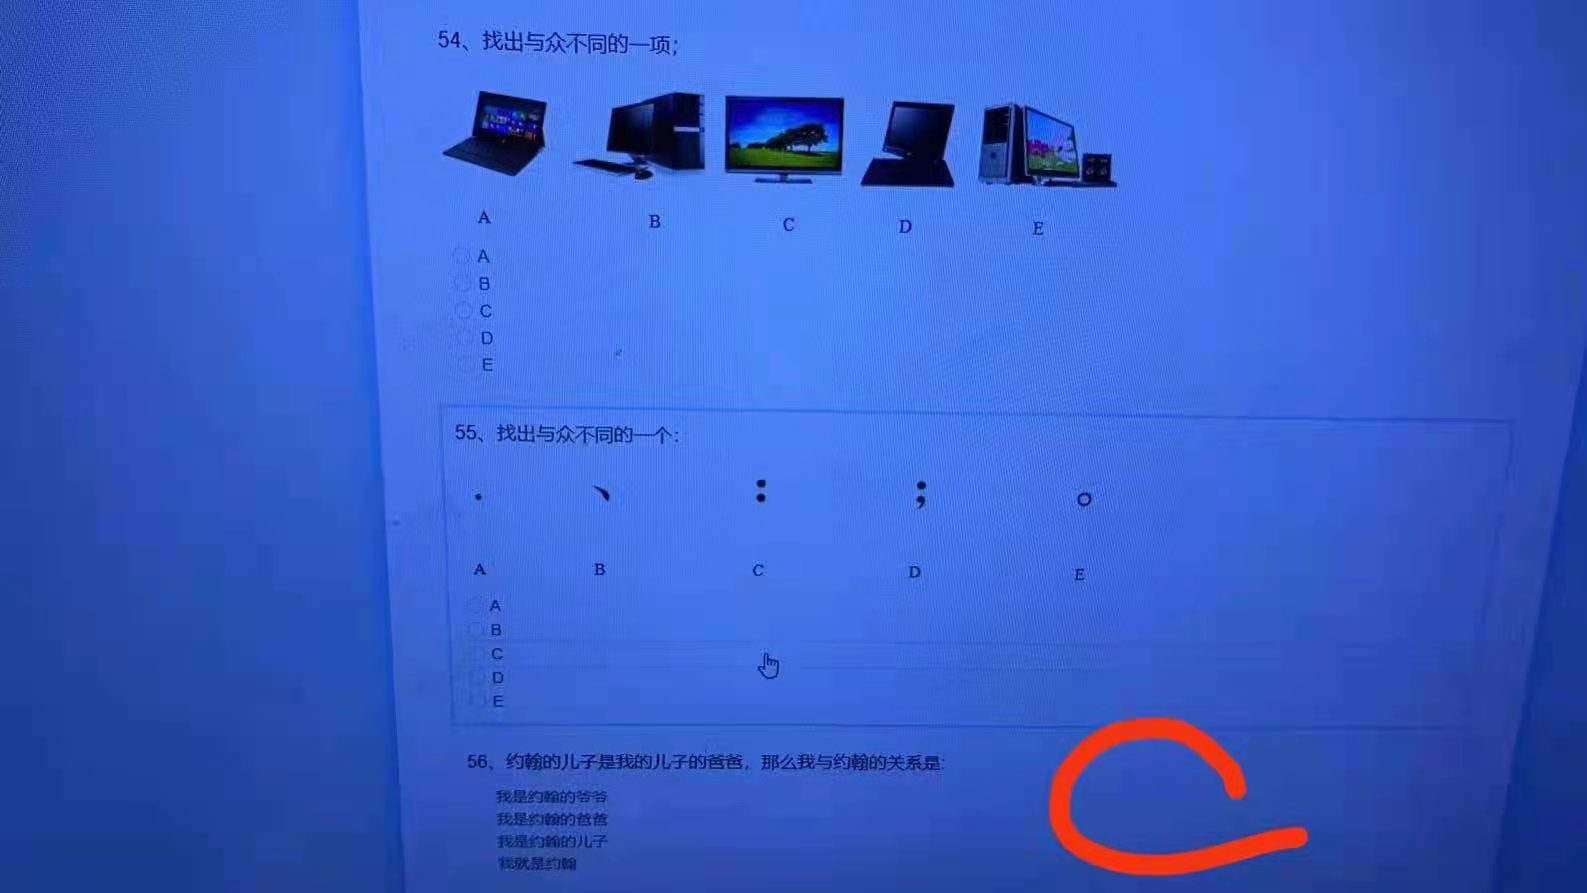 54、找出与众不同的一项;
A B C D E
A
B
C
D
E
55、找出与众不同的一个:
· 、 : ; 。
A B C D E
A
B
C
D
E
56、约翰的儿子是我的儿子的爸爸，那么我与约翰的关系是:
我是约翰的爷爷
我是约翰的爸爸
我是约翰的儿子
我就是约翰